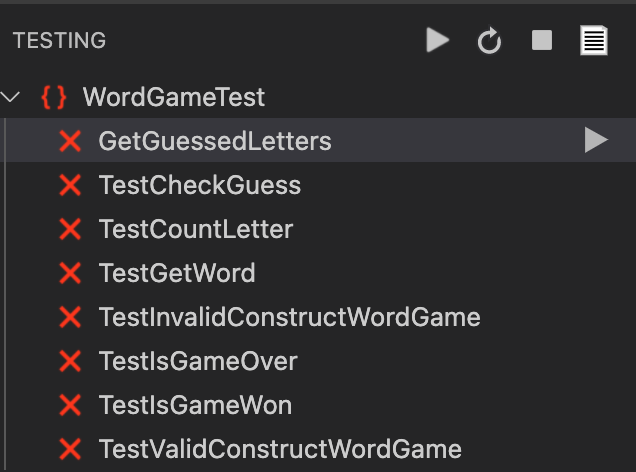 TESTING
{} WordGameTest
GetGuessedLetters
TestCheckGuess
TestCountLetter
TestGetWord
TestInvalidConstructWordGame
TestIsGameOver
TestIsGameWon
TestValidConstructWordGame